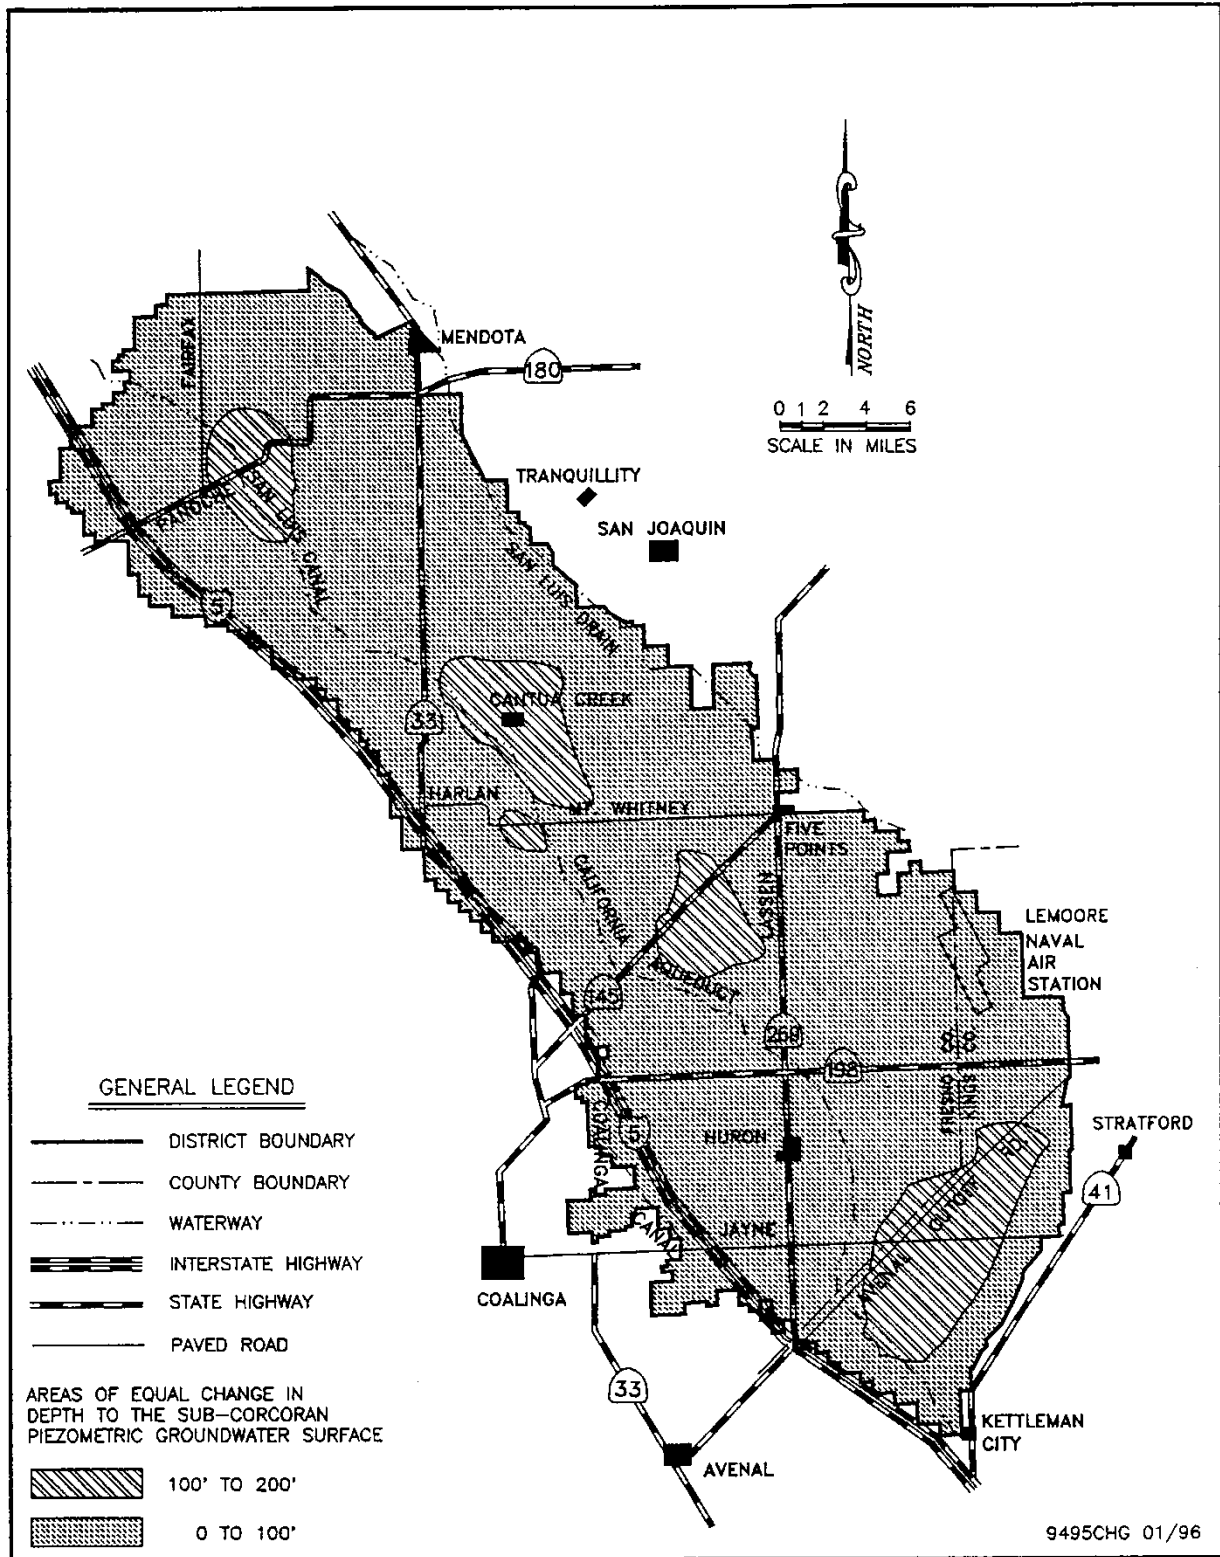 NORTH
0 1 2 4 6
SCALE IN MILES
FAIRFAX
MENDOTA
180
TRANQUILLITY
SAN JOAQUIN
PANOCHE
SAN LUIS CANAL
SAN LUIS DRAIN
5
CANTUA CREEK
33
HARLAN
MT WHITNEY
FIVE
POINTS
LASSEN
CALIFORNIA
AQUEDUCT
LEMOORE
NAVAL
AIR
STATION
145
269
198
FRESNO
KINGS
COALINGA
CANAL
5
HURON
JAYNE
AVENAL CUTOFF RD.
STRATFORD
41
COALINGA
33
AVENAL
KETTLEMAN
CITY
GENERAL LEGEND
DISTRICT BOUNDARY
COUNTY BOUNDARY
WATERWAY
INTERSTATE HIGHWAY
STATE HIGHWAY
PAVED ROAD
AREAS OF EQUAL CHANGE IN
DEPTH TO THE SUB-CORCORAN
PIEZOMETRIC GROUNDWATER SURFACE
100' TO 200'
0 TO 100'
9495CHG 01/96